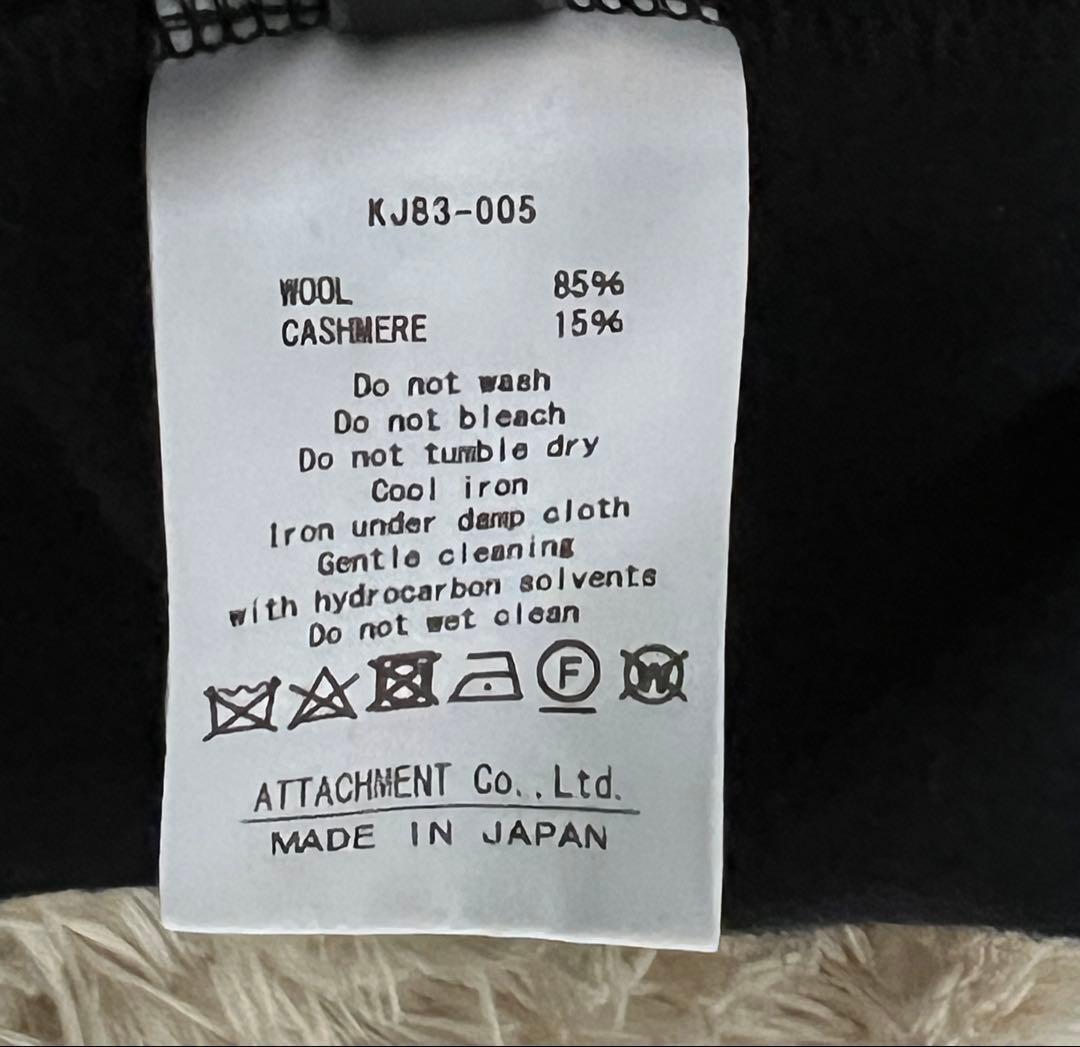 KJ83-005
WOOL 85%
CASHMERE 15%
Do not wash
Do not bleach
Do not tumble dry
Cool iron
Iron under damp cloth
Gentle cleaning
with hydrocarbon solvents
Do not wet clean
F W
ATTACHMENT Co.,Ltd.
MADE IN JAPAN